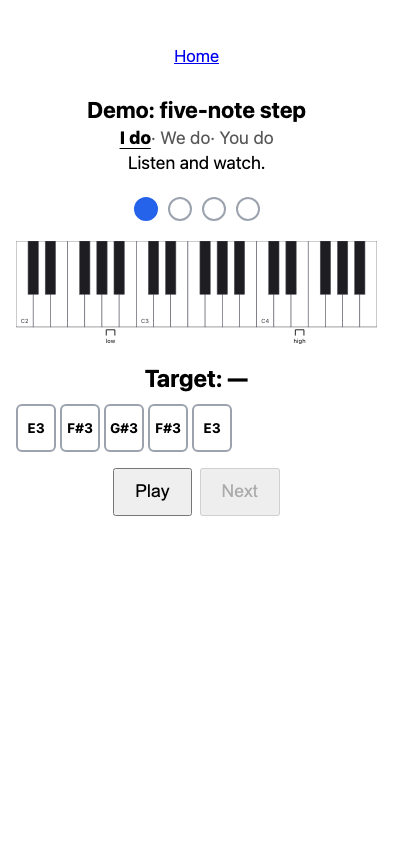 Home
Demo: five-note step
I do· We do· You do
Listen and watch.
C2 C3 C4
low high
Target: —
E3 F#3 G#3 F#3 E3
Play Next